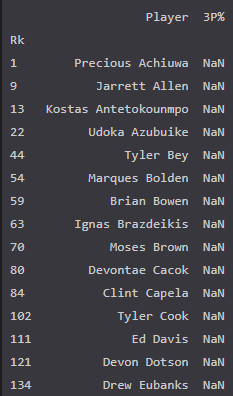 Player 3P%
Rk
1 Precious Achiuwa NaN
9 Jarrett Allen NaN
13 Kostas Antetokounmpo NaN
22 Udoka Azubuike NaN
44 Tyler Bey NaN
54 Marques Bolden NaN
59 Brian Bowen NaN
63 Ignas Brazdeikis NaN
70 Moses Brown NaN
80 Devontae Cacok NaN
84 Clint Capela NaN
102 Tyler Cook NaN
111 Ed Davis NaN
121 Devon Dotson NaN
134 Drew Eubanks NaN